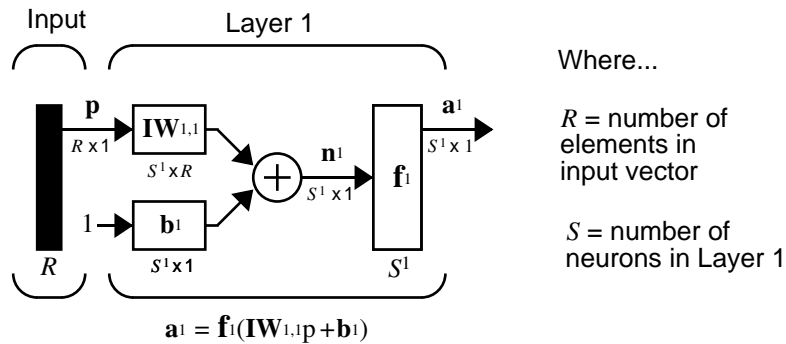 Input
Layer 1
Where...
p
R x 1
IW1,1
S1 x R
1
b1
S1 x 1
n1
S1 x 1
f1
a1
S1 x 1
R
S1
R = number of
elements in
input vector
S = number of
neurons in Layer 1
a1 = f1(IW1,1p+b1)